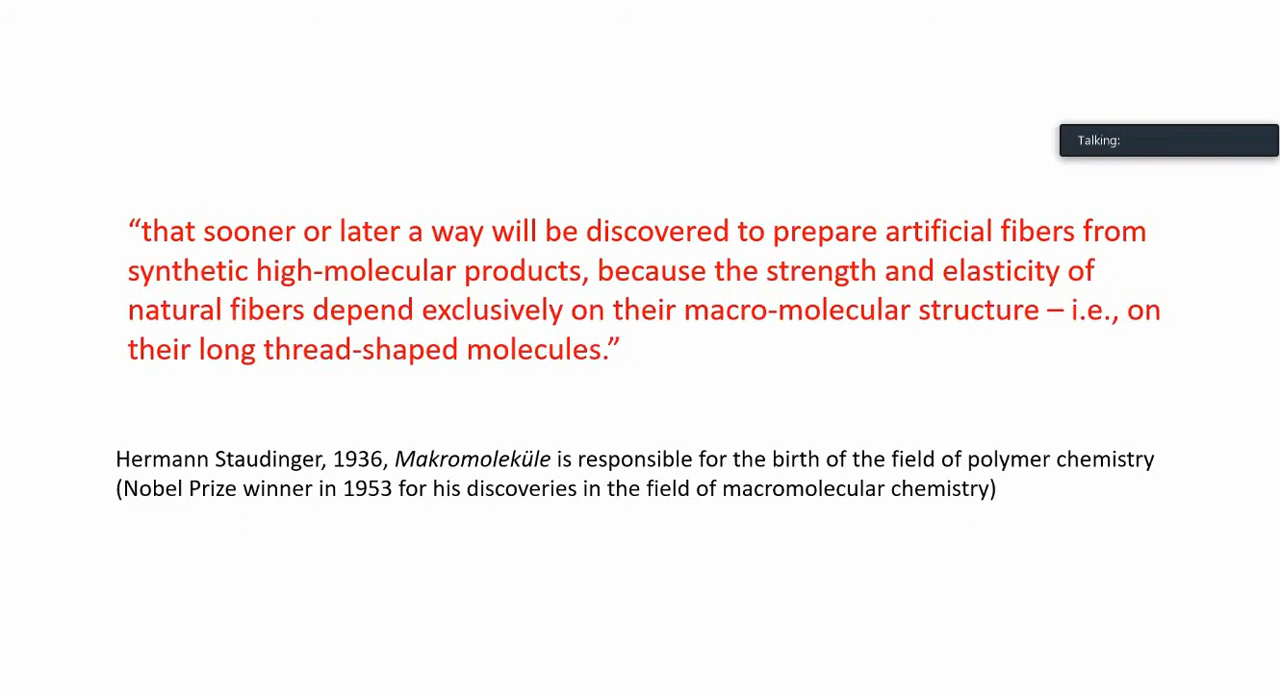 Talking:
“that sooner or later a way will be discovered to prepare artificial fibers from
synthetic high-molecular products, because the strength and elasticity of
natural fibers depend exclusively on their macro-molecular structure – i.e., on
their long thread-shaped molecules.”
Hermann Staudinger, 1936, Makromoleküle is responsible for the birth of the field of polymer chemistry
(Nobel Prize winner in 1953 for his discoveries in the field of macromolecular chemistry)